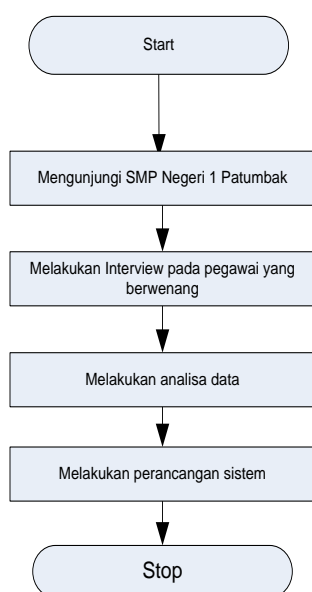 Start
Mengunjungi SMP Negeri 1 Patumbak
Melakukan Interview pada pegawai yang
berwenang
Melakukan analisa data
Melakukan perancangan sistem
Stop